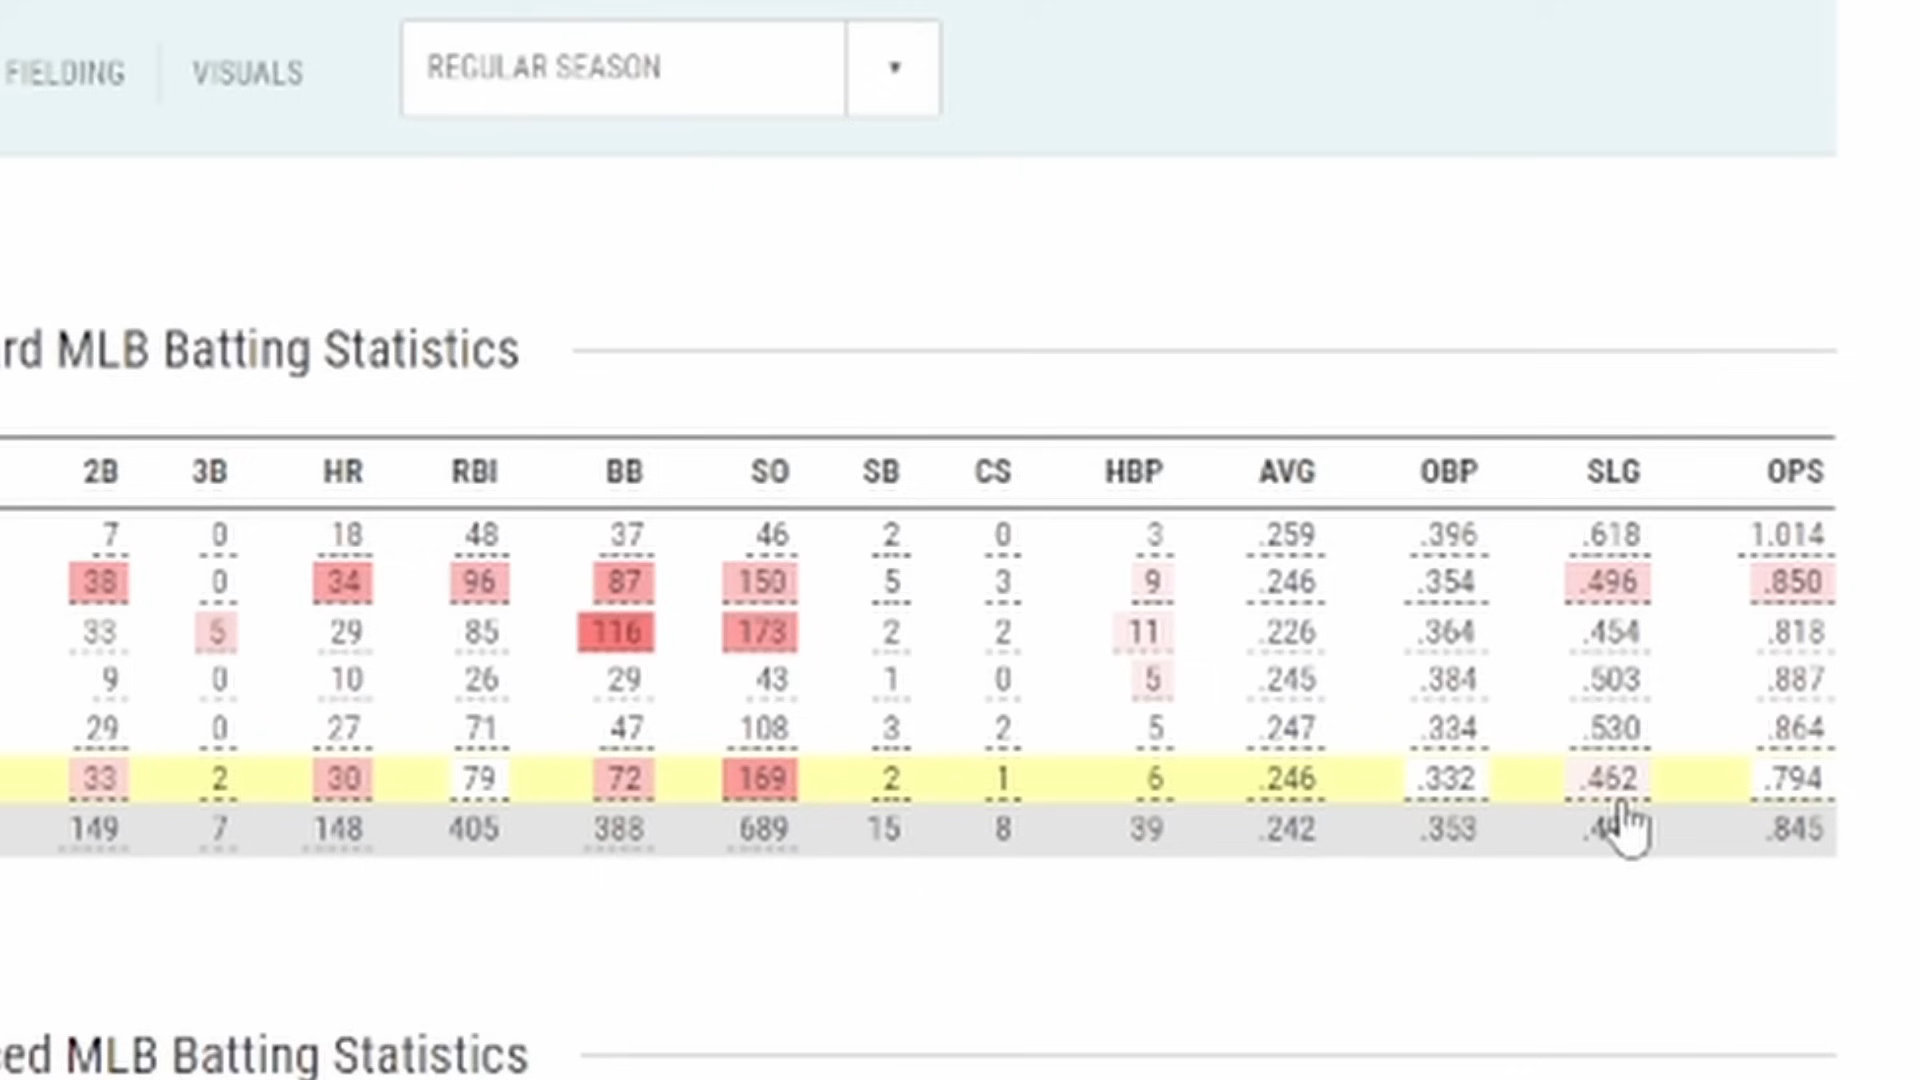 FIELDING VISUALS REGULAR SEASON
rd MLB Batting Statistics
2B 3B HR RBI BB SO SB CS HBP AVG OBP SLG OPS
7 0 18 48 37 46 2 0 3 .259 .396 .618 1.014
38 0 34 96 87 150 5 3 9 .246 .354 .496 .850
33 5 29 85 116 173 2 2 11 .226 .364 .454 .818
9 0 10 26 29 43 1 0 5 .245 .384 .503 .887
29 0 27 71 47 108 3 2 5 .247 .334 .530 .864
33 2 30 79 72 169 2 1 6 .246 .332 .462 .794
149 7 148 405 388 689 15 8 39 .242 .353 .845
ced MLB Batting Statistics